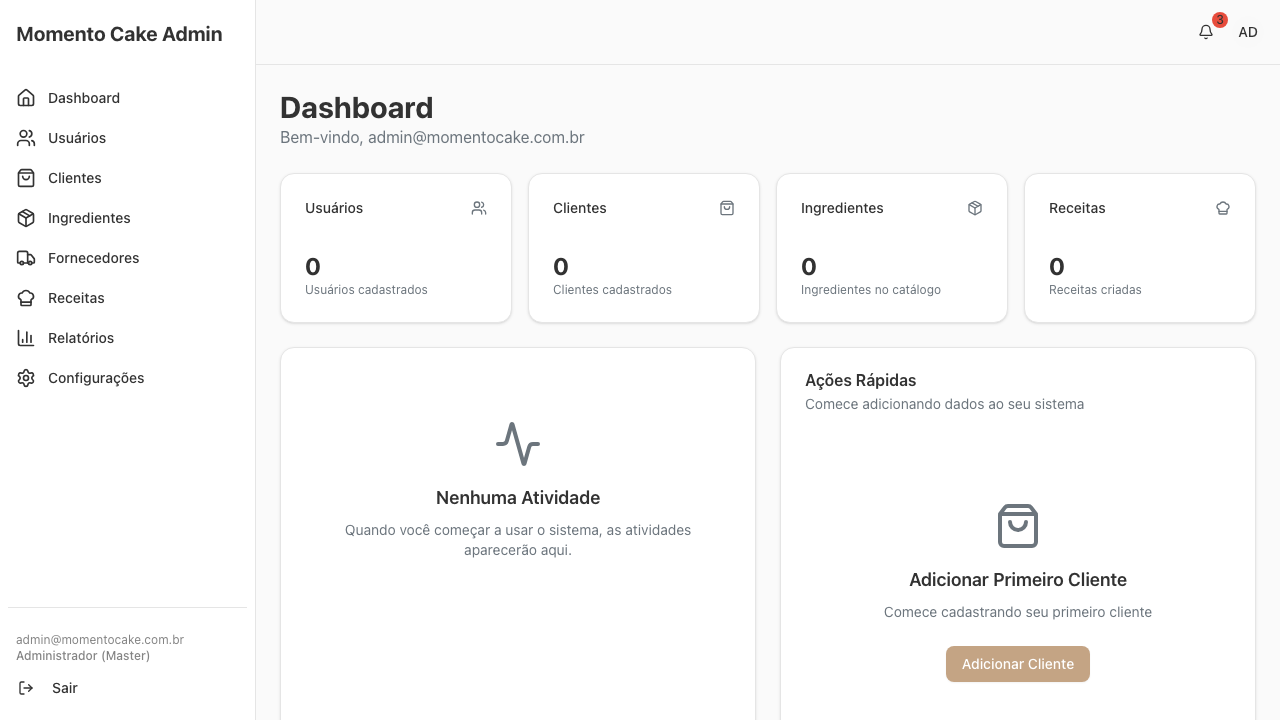 Momento Cake Admin
Dashboard
Usuários
Clientes
Ingredientes
Fornecedores
Receitas
Relatórios
Configurações
admin@momentocake.com.br
Administrador (Master)
Sair
3
AD
Dashboard
Bem-vindo, admin@momentocake.com.br
Usuários
0
Usuários cadastrados
Clientes
0
Clientes cadastrados
Ingredientes
0
Ingredientes no catálogo
Receitas
0
Receitas criadas
Nenhuma Atividade
Quando você começar a usar o sistema, as atividades
aparecerão aqui.
Ações Rápidas
Comece adicionando dados ao seu sistema
Adicionar Primeiro Cliente
Comece cadastrando seu primeiro cliente
Adicionar Cliente